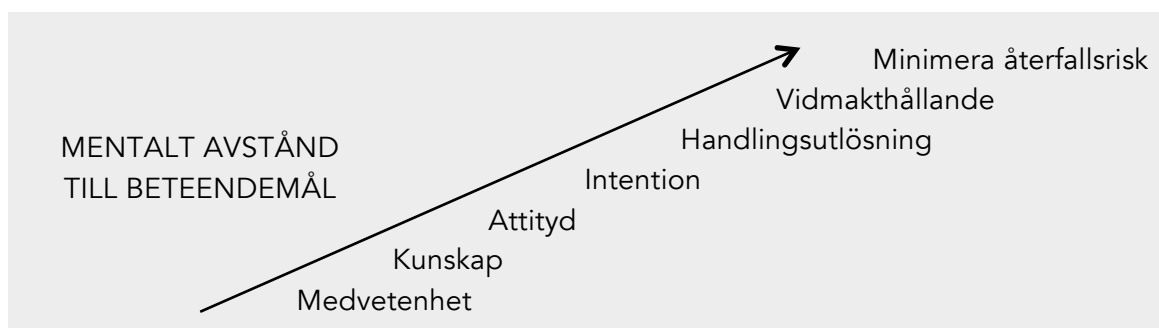 Minimera återfallsrisk
Vidmakthållande
Handlingsutlösning
MENTALT AVSTÅND
TILL BETEENDEMÅL
Intention
Attityd
Kunskap
Medvetenhet